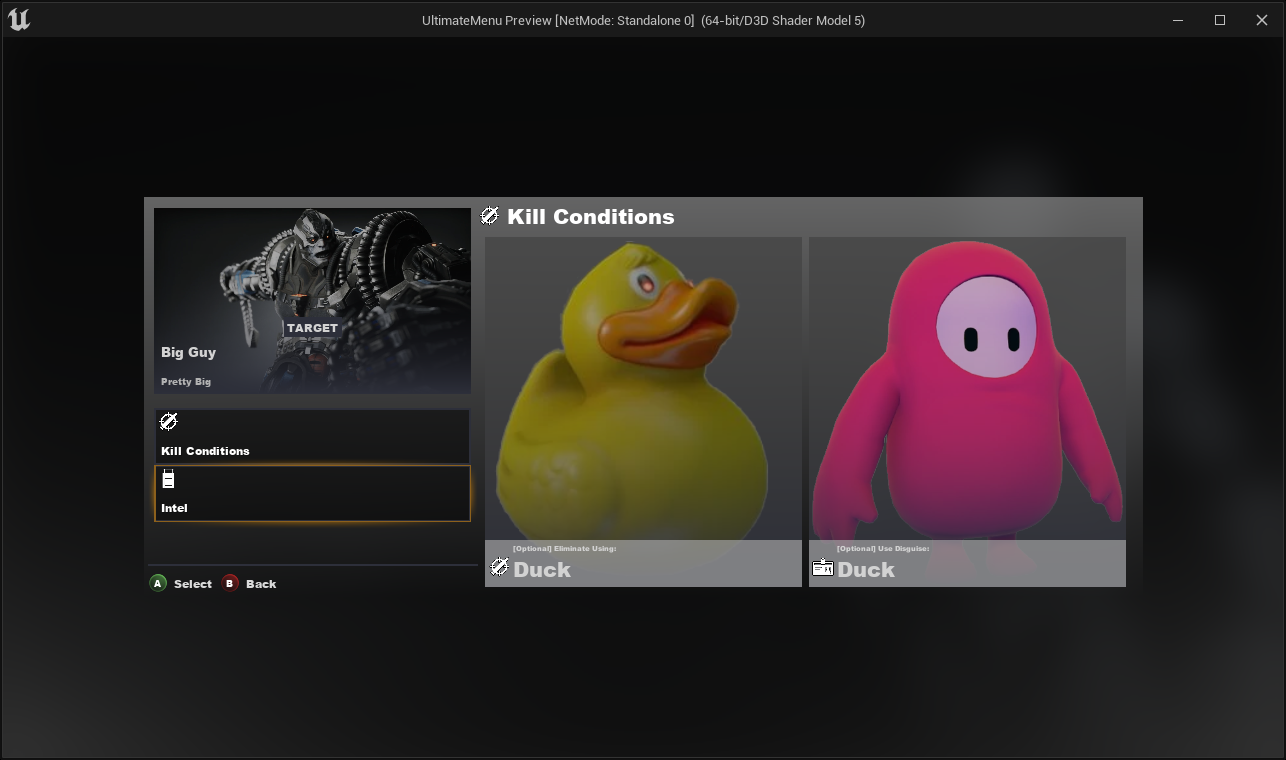 UltimateMenu Preview [NetMode: Standalone 0]  (64-bit/D3D Shader Model 5)
Kill Conditions
TARGET
Big Guy
Pretty Big
Kill Conditions
Intel
A Select B Back
[Optional] Eliminate Using:
Duck
[Optional] Use Disguise:
Duck